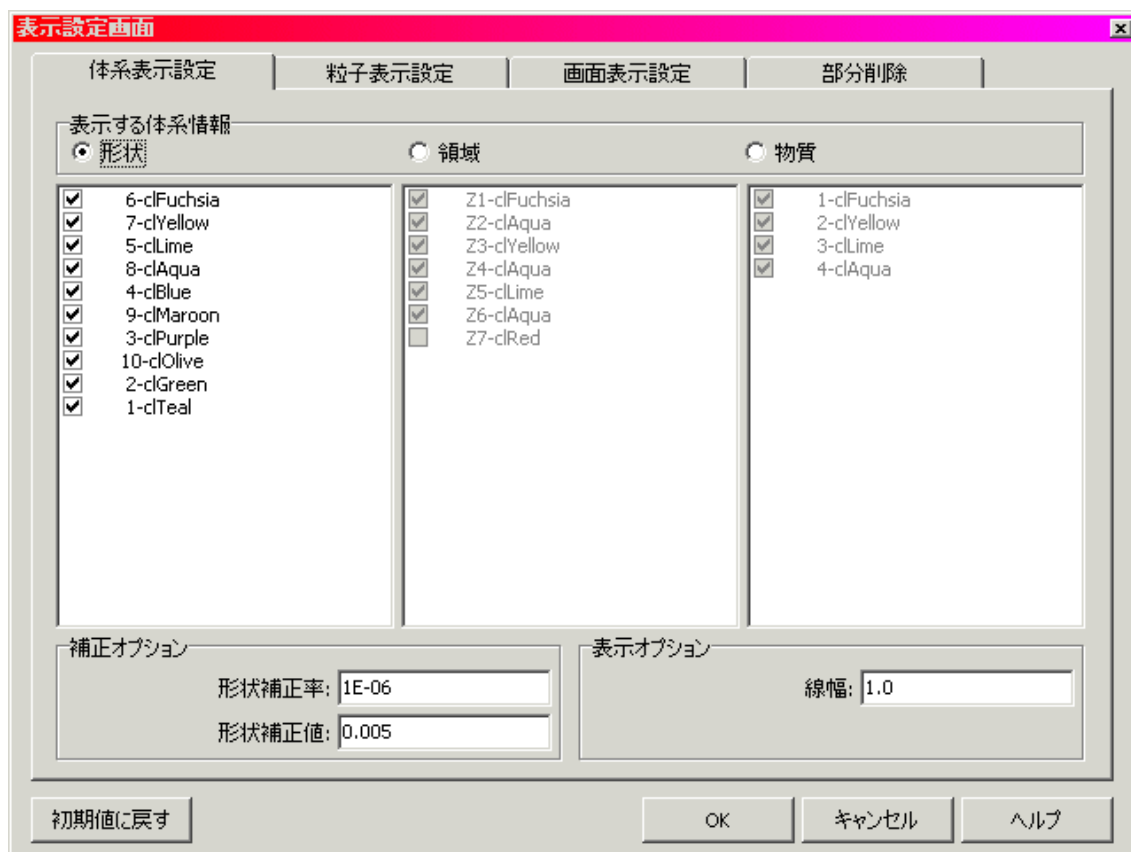 表示設定画面
体系表示設定 粒子表示設定 画面表示設定 部分削除
表示する体系情報
形状 領域 物質
6-clFuchsia Z1-clFuchsia 1-clFuchsia
7-clYellow Z2-clAqua 2-clYellow
5-clLime Z3-clYellow 3-clLime
8-clAqua Z4-clAqua 4-clAqua
4-clBlue Z5-clLime
9-clMaroon Z6-clAqua
3-clPurple Z7-clRed
10-clOlive
2-clGreen
1-clTeal
補正オプション 表示オプション
形状補正率: 1E-06 線幅: 1.0
形状補正値: 0.005
初期値に戻す OK キャンセル ヘルプ